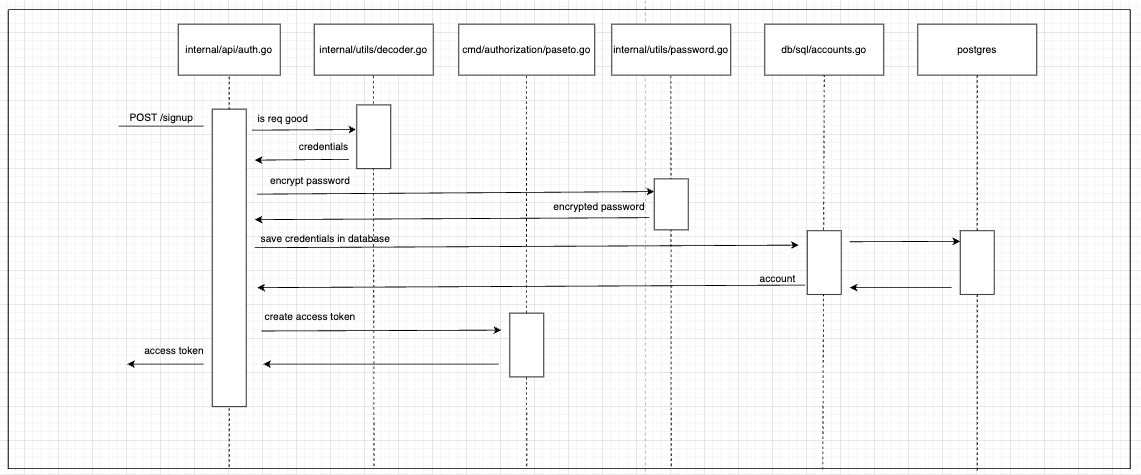 internal/api/auth.go
internal/utils/decoder.go
cmd/authorization/paseto.go
internal/utils/password.go
db/sql/accounts.go
postgres
POST /signup
is req good
credentials
encrypt password
encrypted password
save credentials in database
account
create access token
access token